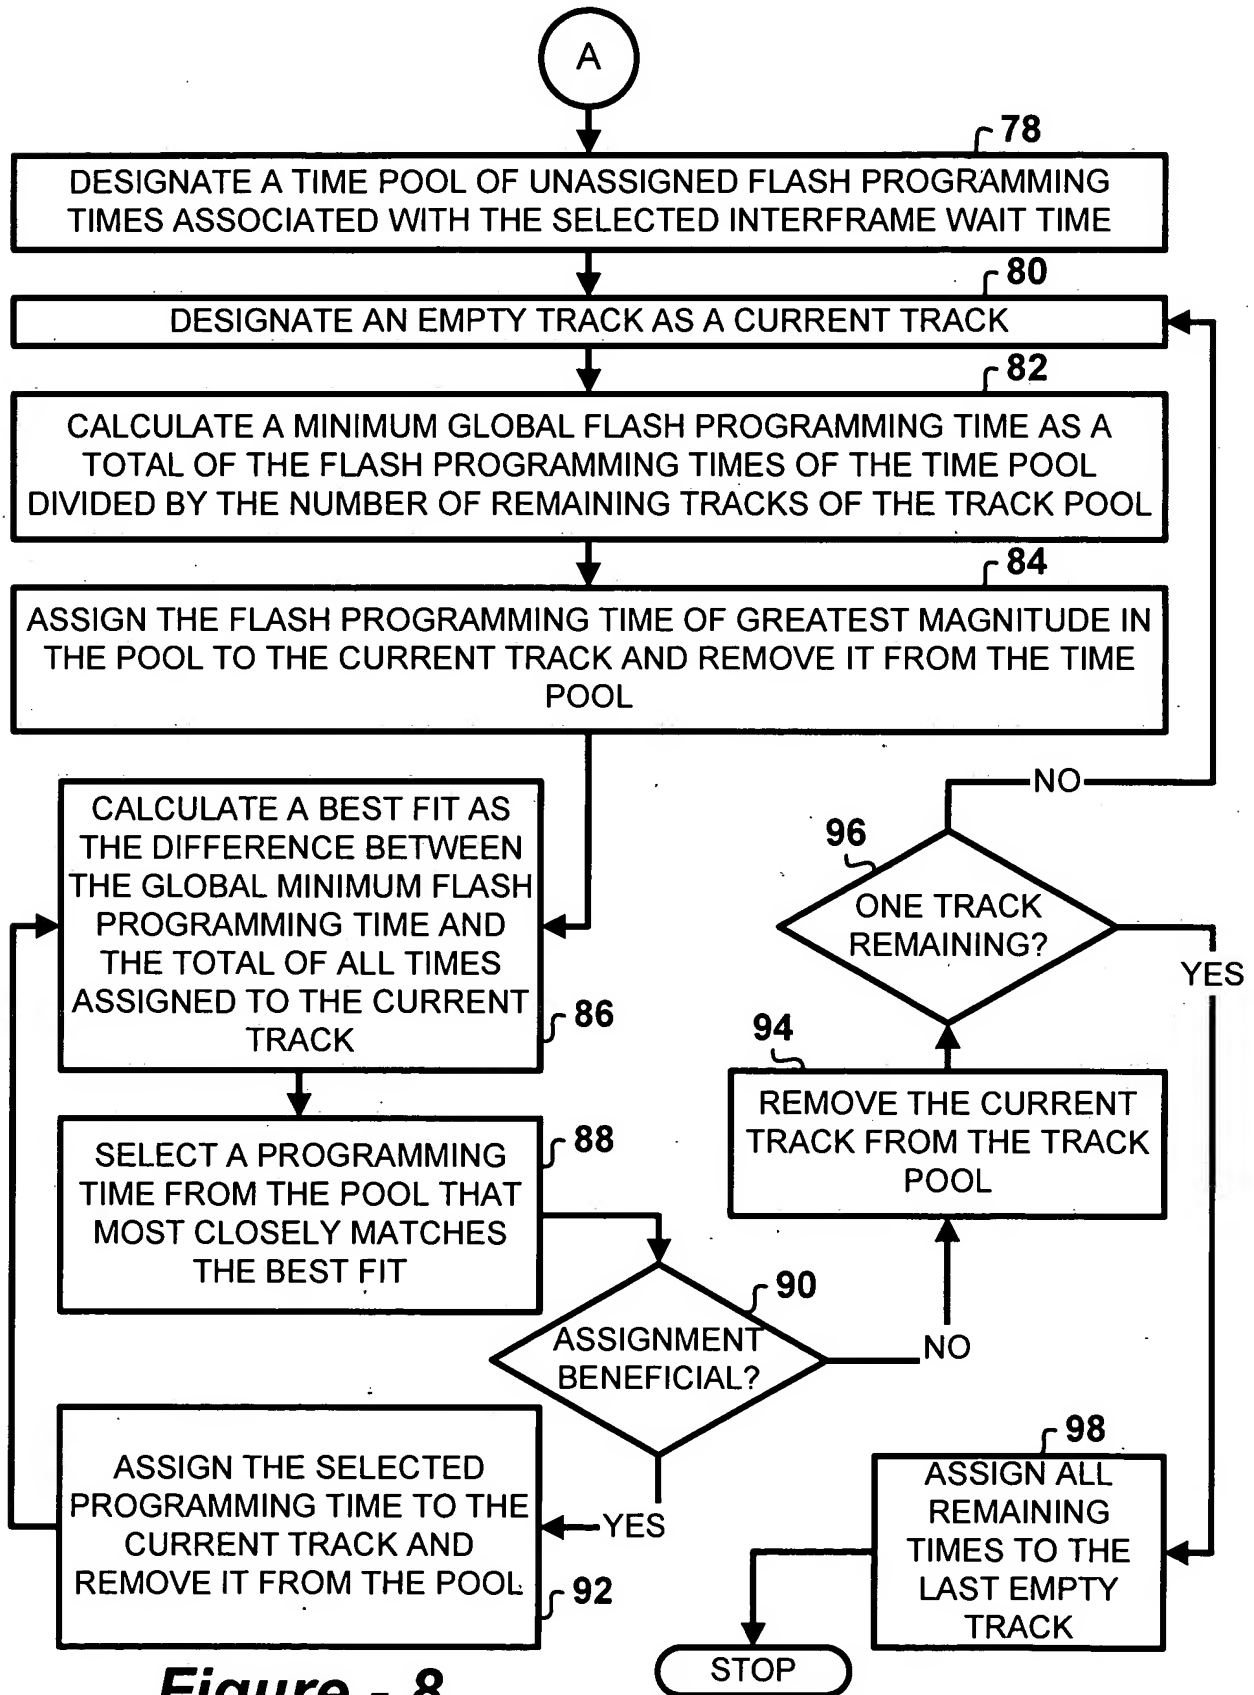 A
78
DESIGNATE A TIME POOL OF UNASSIGNED FLASH PROGRAMMING
TIMES ASSOCIATED WITH THE SELECTED INTERFRAME WAIT TIME
80
DESIGNATE AN EMPTY TRACK AS A CURRENT TRACK
82
CALCULATE A MINIMUM GLOBAL FLASH PROGRAMMING TIME AS A
TOTAL OF THE FLASH PROGRAMMING TIMES OF THE TIME POOL
DIVIDED BY THE NUMBER OF REMAINING TRACKS OF THE TRACK POOL
84
ASSIGN THE FLASH PROGRAMMING TIME OF GREATEST MAGNITUDE IN
THE POOL TO THE CURRENT TRACK AND REMOVE IT FROM THE TIME
POOL
CALCULATE A BEST FIT AS
THE DIFFERENCE BETWEEN
THE GLOBAL MINIMUM FLASH
PROGRAMMING TIME AND
THE TOTAL OF ALL TIMES
ASSIGNED TO THE CURRENT
TRACK
86
SELECT A PROGRAMMING
TIME FROM THE POOL THAT
MOST CLOSELY MATCHES
THE BEST FIT
88
90
ASSIGNMENT
BENEFICIAL?
NO
YES
ASSIGN THE SELECTED
PROGRAMMING TIME TO THE
CURRENT TRACK AND
REMOVE IT FROM THE POOL
92
94
REMOVE THE CURRENT
TRACK FROM THE TRACK
POOL
96
ONE TRACK
REMAINING?
NO
YES
98
ASSIGN ALL
REMAINING
TIMES TO THE
LAST EMPTY
TRACK
STOP
Figure - 8